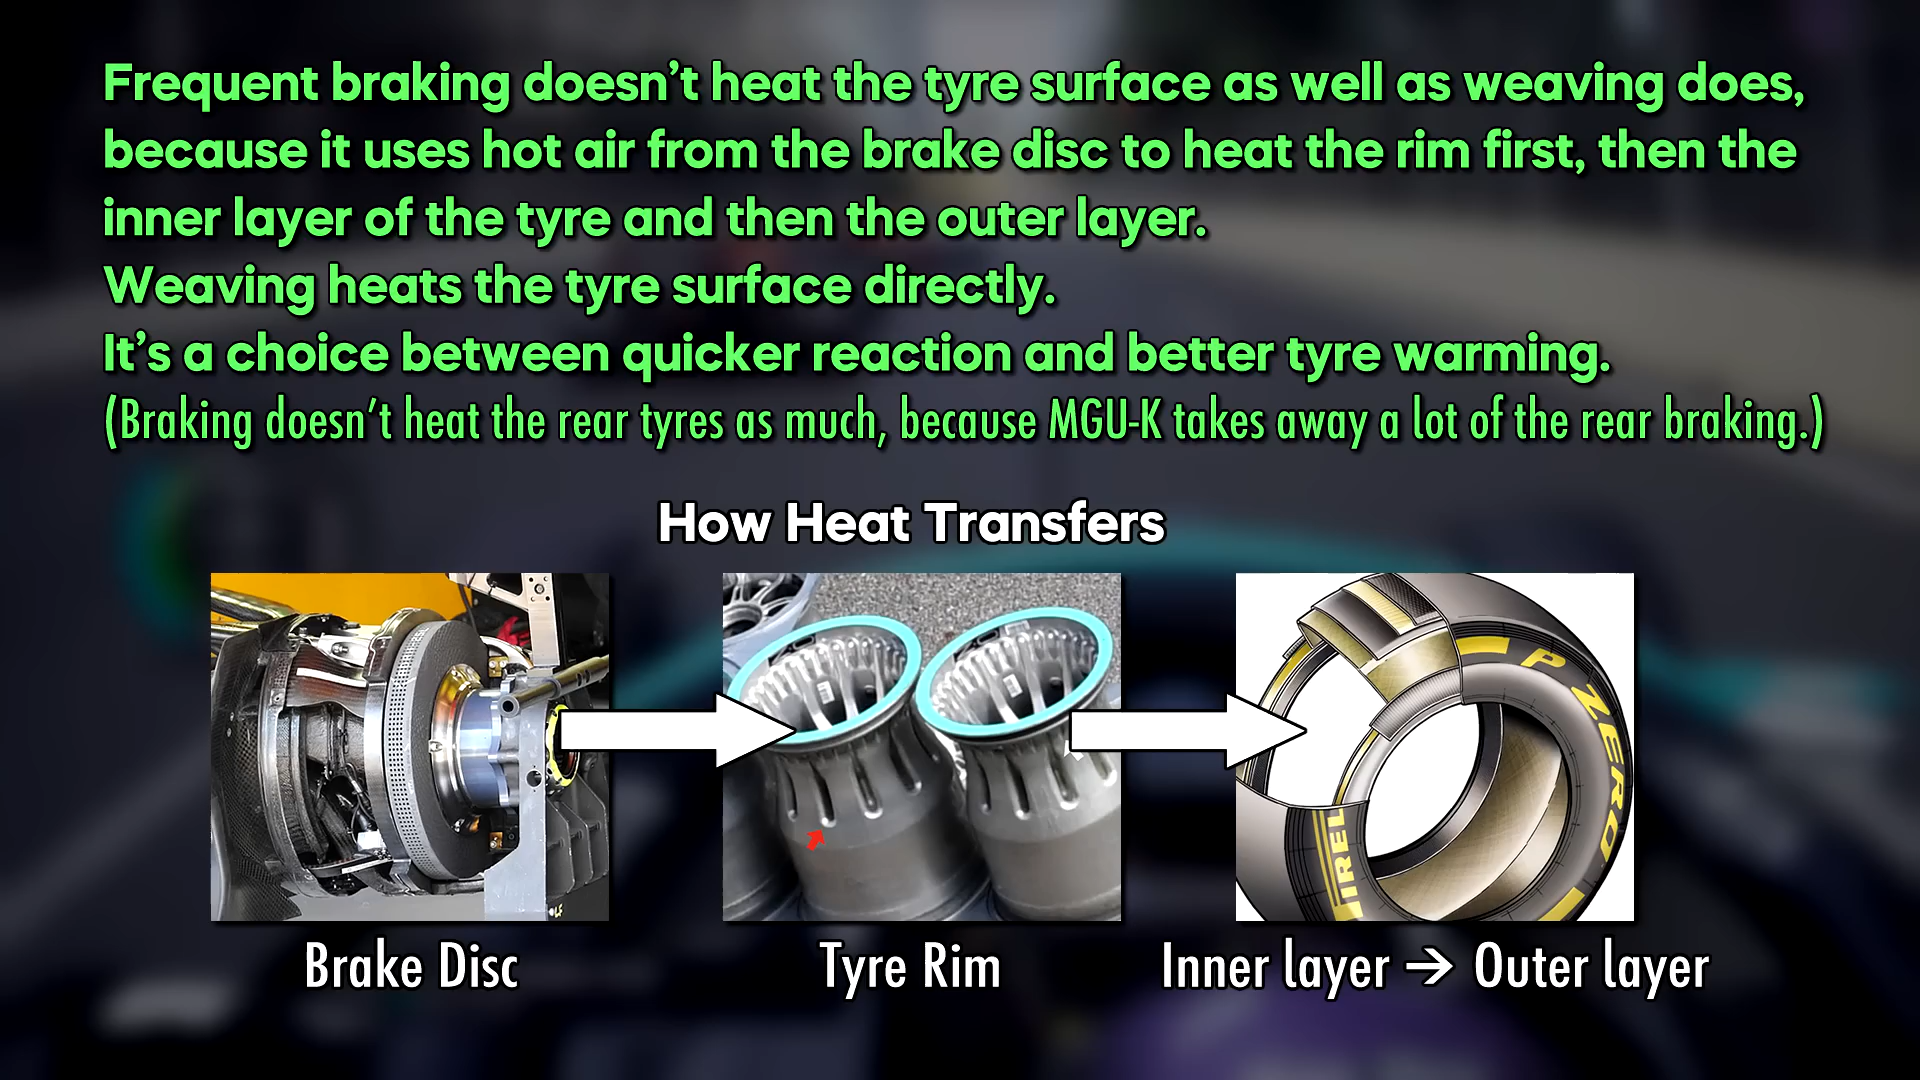 Frequent braking doesn’t heat the tyre surface as well as weaving does,
because it uses hot air from the brake disc to heat the rim first, then the
inner layer of the tyre and then the outer layer.
Weaving heats the tyre surface directly.
It’s a choice between quicker reaction and better tyre warming.
(Braking doesn’t heat the rear tyres as much, because MGU-K takes away a lot of the rear braking.)
How Heat Transfers
P ZERO
IREL
Brake Disc
Tyre Rim
Inner layer → Outer layer